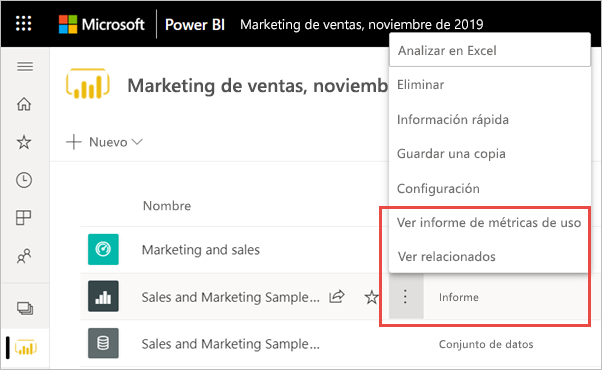 Microsoft Power BI Marketing de ventas, noviembre de 2019
Analizar en Excel
Marketing de ventas, noviemb
Eliminar
Información rápida
Nuevo
Guardar una copia
Configuración
Nombre
Ver informe de métricas de uso
Marketing and sales
Ver relacionados
Sales and Marketing Sample... Informe
Sales and Marketing Sample... Conjunto de datos